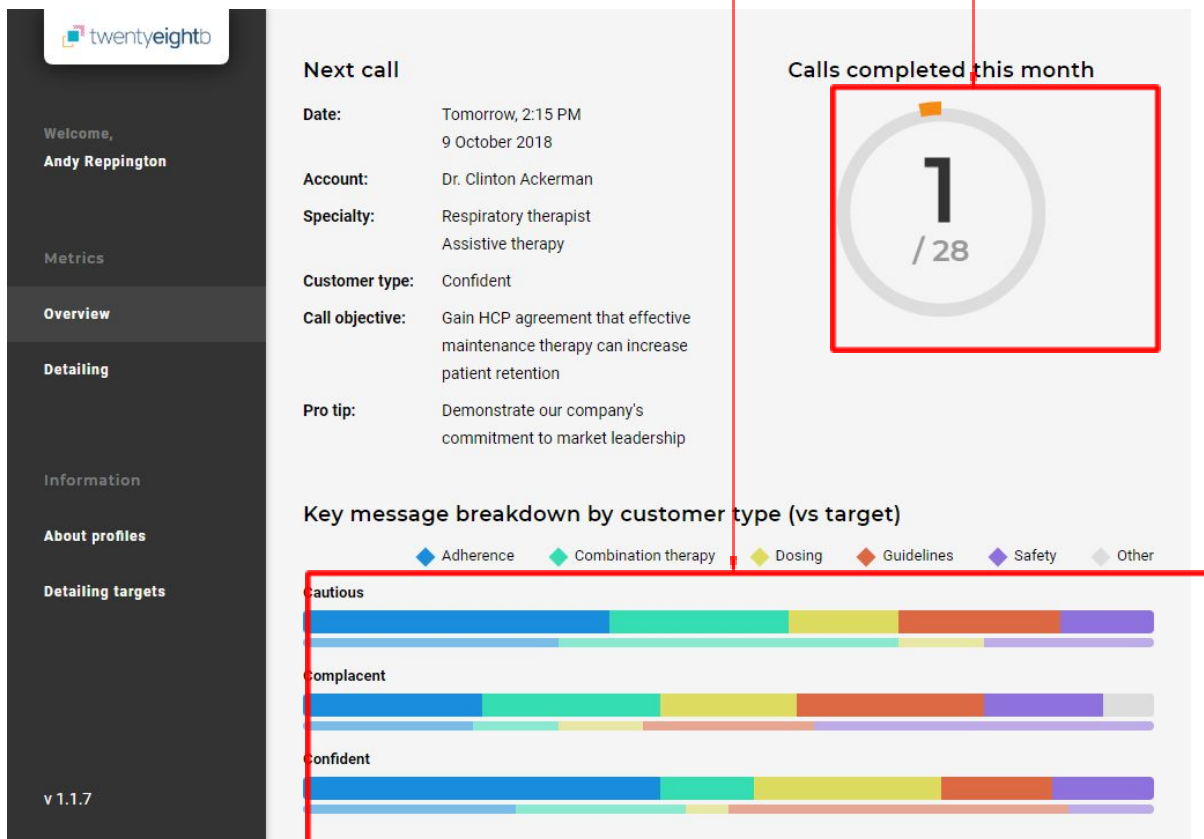 twentyeightb
Welcome,
Andy Reppington
Metrics
Overview
Detailing
Information
About profiles
Detailing targets
v 1.1.7
Next call
Date: Tomorrow, 2:15 PM
9 October 2018
Account: Dr. Clinton Ackerman
Specialty: Respiratory therapist
Assistive therapy
Customer type: Confident
Call objective: Gain HCP agreement that effective
maintenance therapy can increase
patient retention
Pro tip: Demonstrate our company's
commitment to market leadership
Calls completed this month
1
/ 28
Key message breakdown by customer type (vs target)
Adherence Combination therapy Dosing Guidelines Safety Other
Cautious
Complacent
Confident